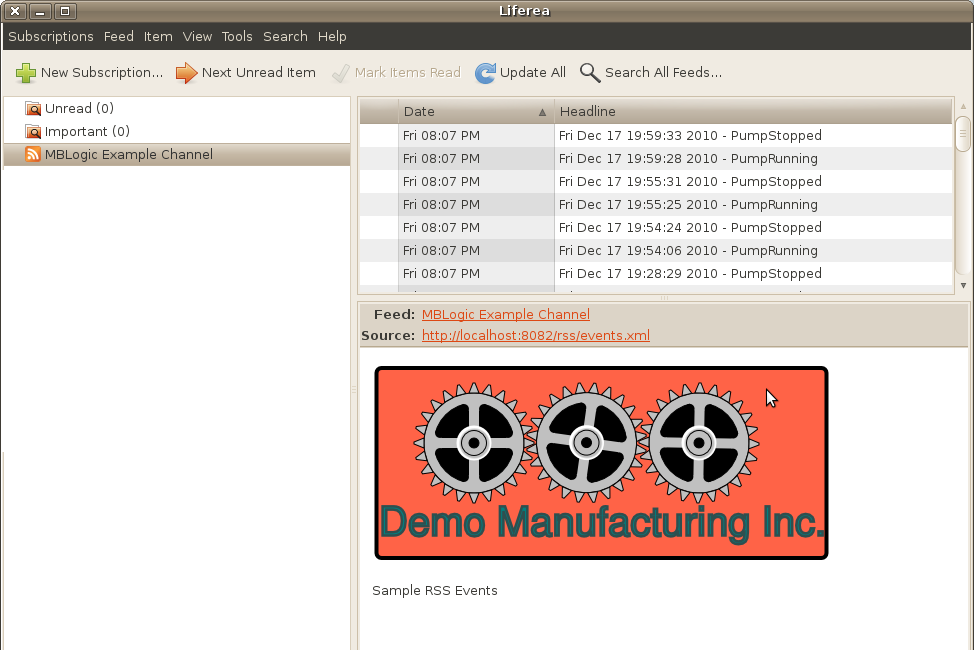 Liferea
Subscriptions Feed Item View Tools Search Help
New Subscription... Next Unread Item Mark Items Read Update All Search All Feeds...
Unread (0)
Important (0)
MBLogic Example Channel
Date Headline
Fri 08:07 PM Fri Dec 17 19:59:33 2010 - PumpStopped
Fri 08:07 PM Fri Dec 17 19:59:28 2010 - PumpRunning
Fri 08:07 PM Fri Dec 17 19:55:31 2010 - PumpStopped
Fri 08:07 PM Fri Dec 17 19:55:25 2010 - PumpRunning
Fri 08:07 PM Fri Dec 17 19:54:24 2010 - PumpStopped
Fri 08:07 PM Fri Dec 17 19:54:06 2010 - PumpRunning
Fri 08:07 PM Fri Dec 17 19:28:29 2010 - PumpStopped
Feed: MBLogic Example Channel
Source: http://localhost:8082/rss/events.xml
Demo Manufacturing Inc.
Sample RSS Events